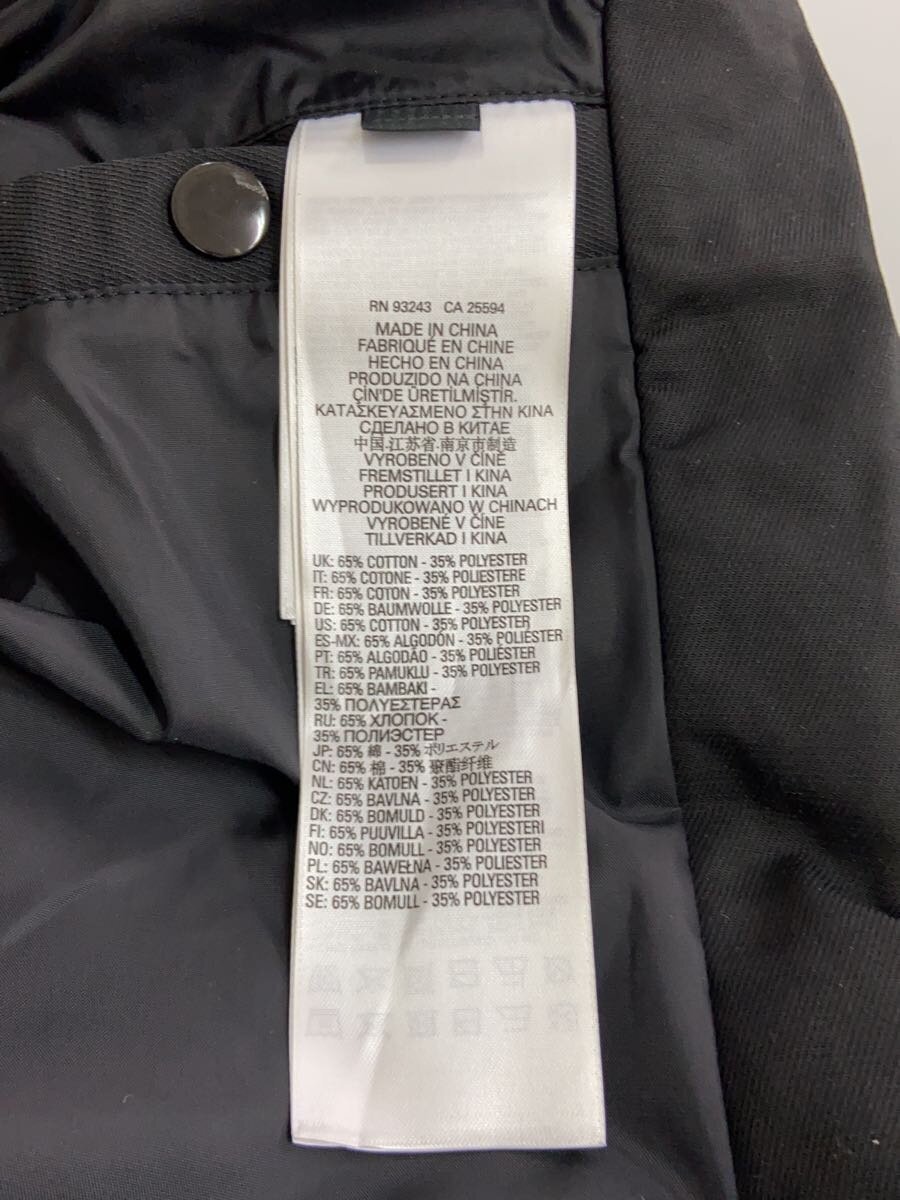 RN 93243 CA 25594
MADE IN CHINA
FABRIQUÉ EN CHINE
HECHO EN CHINA
PRODUZIDO NA CHINA
ÇİN'DE ÜRETİLMİŞTİR.
ΚΑΤΑΣΚΕΥΑΣΜΕΝΟ ΣΤΗΝ ΚΙΝΑ
СДЕЛАНО В КИТАЕ
中国.江苏省.南京市制造
VYROBENO V ČÍNĚ
FREMSTILLET I KINA
PRODUSERT I KINA
WYPRODUKOWANO W CHINACH
VYROBENÉ V ČÍNE
TILLVERKAD I KINA
UK: 65% COTTON - 35% POLYESTER
IT: 65% COTONE - 35% POLIESTERE
FR: 65% COTON - 35% POLYESTER
DE: 65% BAUMWOLLE - 35% POLYESTER
US: 65% COTTON - 35% POLYESTER
ES-MX: 65% ALGODÓN - 35% POLIÉSTER
PT: 65% ALGODÃO - 35% POLIÉSTER
TR: 65% PAMUKLU - 35% POLYESTER
EL: 65% ΒΑΜΒΑΚΙ -
35% ΠΟΛΥΕΣΤΕΡΑΣ
RU: 65% ХЛОПОК -
35% ПОЛИЭСТЕР
JP: 65% 綿 - 35% ポリエステル
CN: 65% 棉 - 35% 聚酯纤维
NL: 65% KATOEN - 35% POLYESTER
CZ: 65% BAVLNA - 35% POLYESTER
DK: 65% BOMULD - 35% POLYESTER
FI: 65% PUUVILLA - 35% POLYESTERI
NO: 65% BOMULL - 35% POLYESTER
PL: 65% BAWEŁNA - 35% POLIESTER
SK: 65% BAVLNA - 35% POLYESTER
SE: 65% BOMULL - 35% POLYESTER